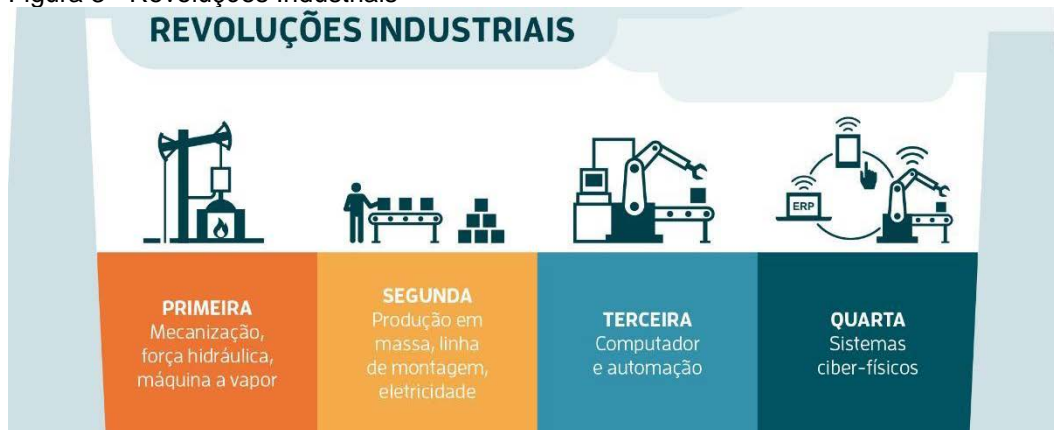 REVOLUÇÕES INDUSTRIAIS
ERP
PRIMEIRA
Mecanização,
força hidráulica,
máquina a vapor
SEGUNDA
Produção em
massa, linha
de montagem,
eletricidade
TERCEIRA
Computador
e automação
QUARTA
Sistemas
ciber-físicos